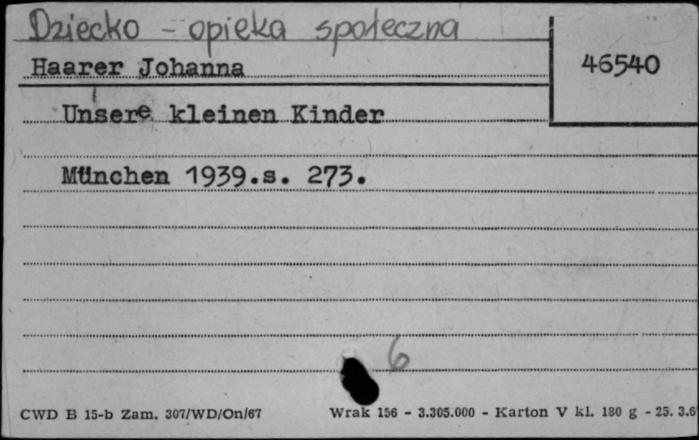 Dziecko - opieka społeczna
46540
Haarer Johanna
Unsere kleinen Kinder
München 1939.s. 273.
6
CWD B 15-b Zam. 307/WD/On/67 Wrak 156 - 3.305.000 - Karton V kl. 180 g - 25. 3.6